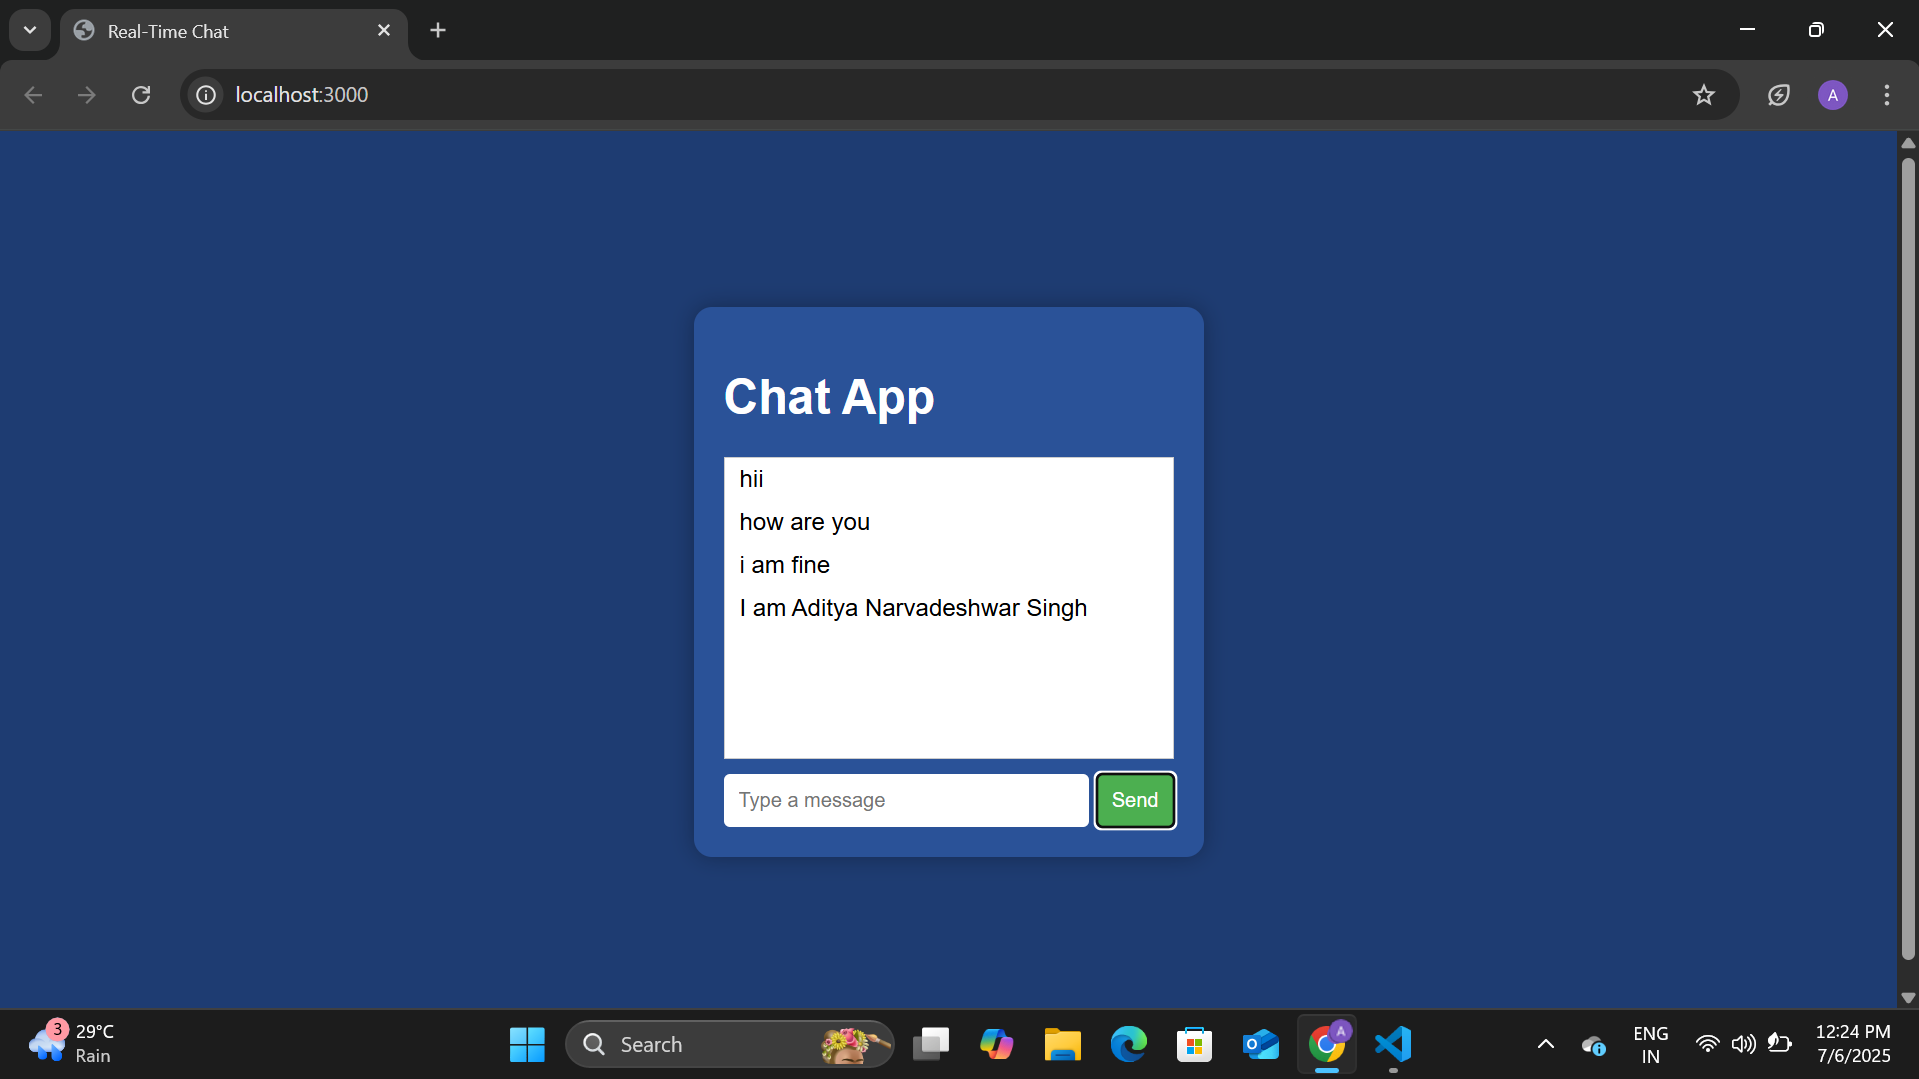 Real-Time Chat
localhost:3000
A
Chat App
hii
how are you
i am fine
I am Aditya Narvadeshwar Singh
Type a message
Send
3
29°C
Rain
Search
A
ENG
IN
12:24 PM
7/6/2025